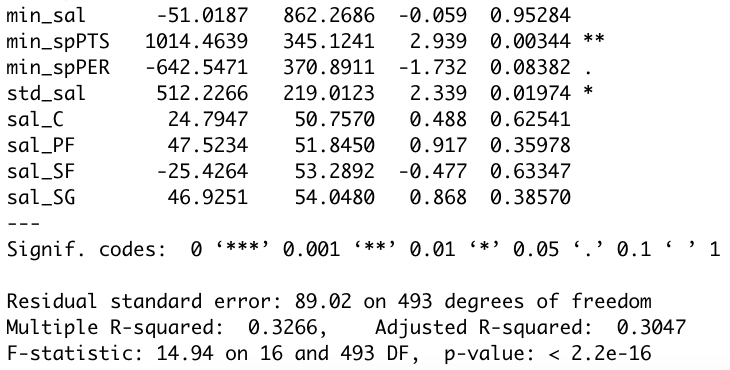 min_sal -51.0187 862.2686 -0.059 0.95284
min_spPTS 1014.4639 345.1241 2.939 0.00344 **
min_spPER -642.5471 370.8911 -1.732 0.08382 .
std_sal 512.2266 219.0123 2.339 0.01974 *
sal_C 24.7947 50.7570 0.488 0.62541
sal_PF 47.5234 51.8450 0.917 0.35978
sal_SF -25.4264 53.2892 -0.477 0.63347
sal_SG 46.9251 54.0480 0.868 0.38570
---
Signif. codes:  0 ‘***’ 0.001 ‘**’ 0.01 ‘*’ 0.05 ‘.’ 0.1 ‘ ’ 1
Residual standard error: 89.02 on 493 degrees of freedom
Multiple R-squared:  0.3266,	Adjusted R-squared:  0.3047
F-statistic: 14.94 on 16 and 493 DF,  p-value: < 2.2e-16